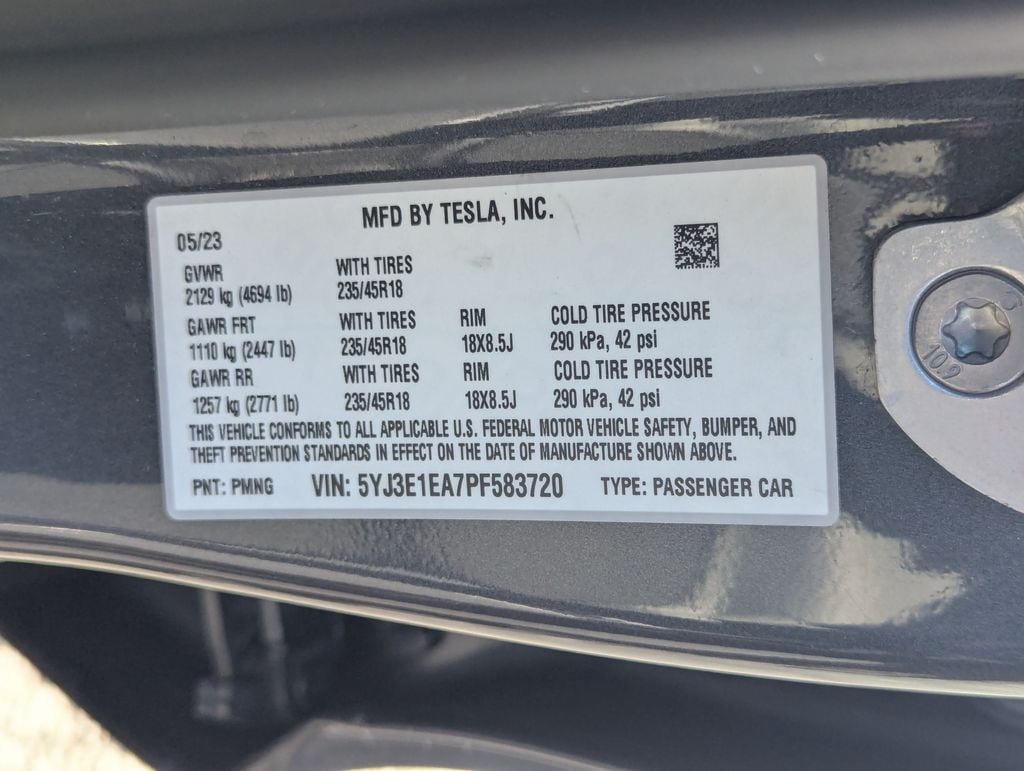 MFD BY TESLA, INC.
05/23
GVWR WITH TIRES
2129 kg (4694 lb) 235/45R18
GAWR FRT WITH TIRES RIM COLD TIRE PRESSURE
1110 kg (2447 lb) 235/45R18 18X8.5J 290 kPa, 42 psi
GAWR RR WITH TIRES RIM COLD TIRE PRESSURE
1257 kg (2771 lb) 235/45R18 18X8.5J 290 kPa, 42 psi
THIS VEHICLE CONFORMS TO ALL APPLICABLE U.S. FEDERAL MOTOR VEHICLE SAFETY, BUMPER, AND
THEFT PREVENTION STANDARDS IN EFFECT ON THE DATE OF MANUFACTURE SHOWN ABOVE.
PNT: PMNG VIN: 5YJ3E1EA7PF583720 TYPE: PASSENGER CAR
10.9